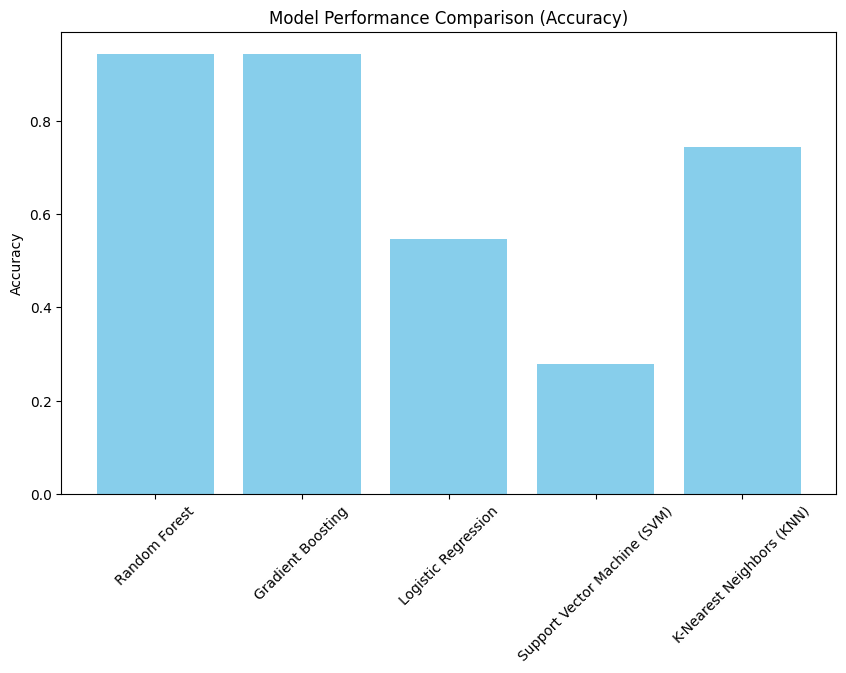 Model Performance Comparison (Accuracy)
Accuracy
0.8
0.6
0.4
0.2
0.0
Random Forest
Gradient Boosting
Logistic Regression
Support Vector Machine (SVM)
K-Nearest Neighbors (KNN)